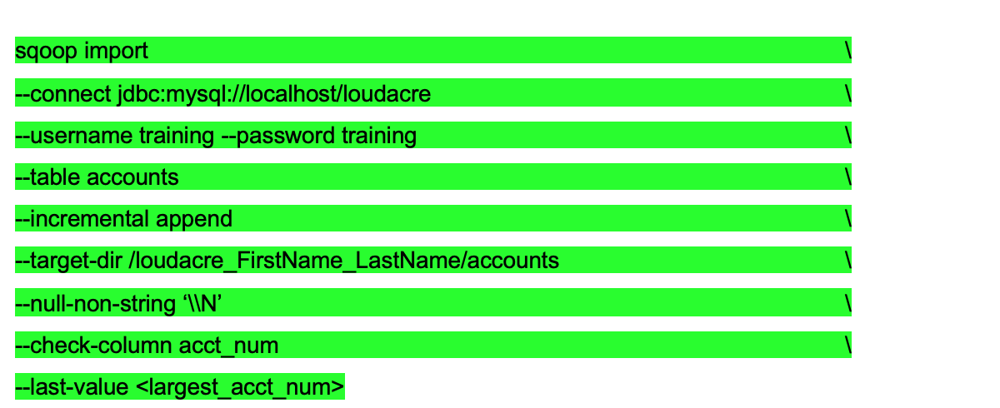 sqoop import \
--connect jdbc:mysql://localhost/loudacre \
--username training --password training \
--table accounts \
--incremental append \
--target-dir /loudacre_FirstName_LastName/accounts \
--null-non-string ‘\\N’ \
--check-column acct_num \
--last-value <largest_acct_num>